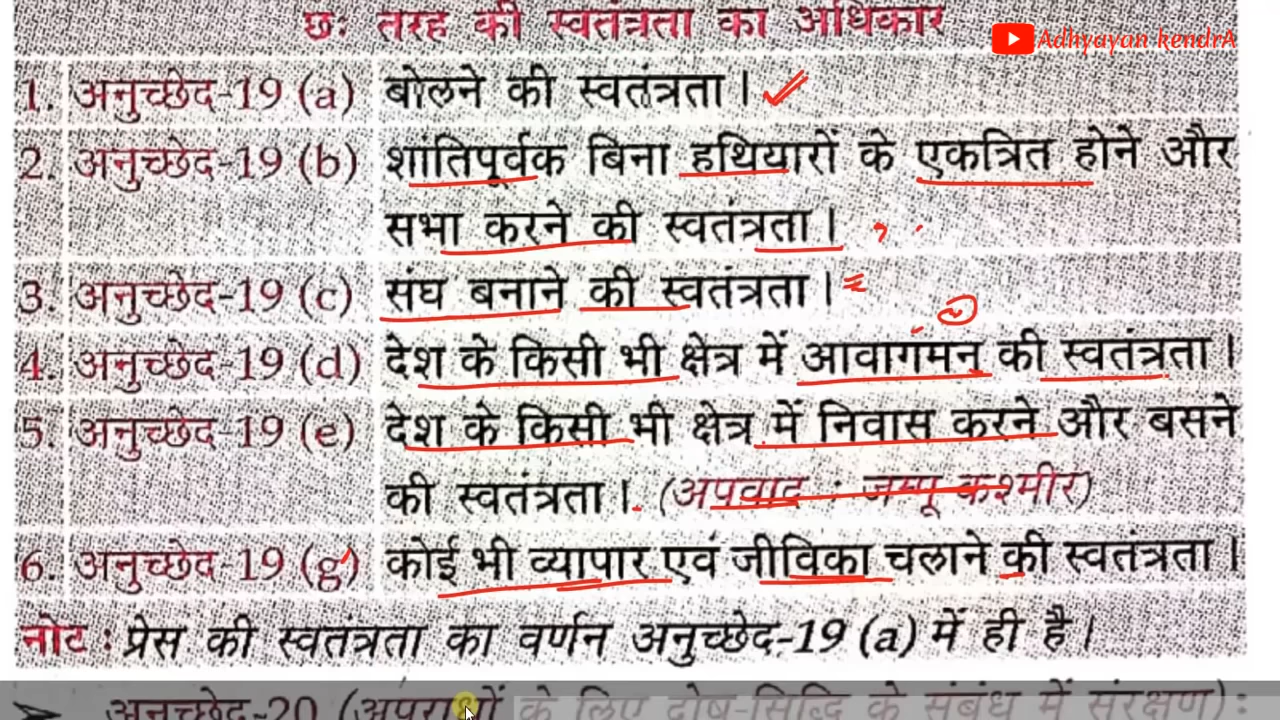 छः तरह की स्वतंत्रता का अधिकार
Adhyayan kendrA
1. अनुच्छेद-19 (a) बोलने की स्वतंत्रता।
2. अनुच्छेद-19 (b) शांतिपूर्वक बिना हथियारों के एकत्रित होने और
सभा करने की स्वतंत्रता।
3. अनुच्छेद-19 (c) संघ बनाने की स्वतंत्रता।
4. अनुच्छेद-19 (d) देश के किसी भी क्षेत्र में आवागमन की स्वतंत्रता।
5. अनुच्छेद-19 (e) देश के किसी भी क्षेत्र में निवास करने और बसने
की स्वतंत्रता। (अपवाद : जम्मू कश्मीर)
6. अनुच्छेद-19 (g) कोई भी व्यापार एवं जीविका चलाने की स्वतंत्रता।
नोट : प्रेस की स्वतंत्रता का वर्णन अनुच्छेद-19 (a) में ही है।
अनुच्छेद-20 (अपराधों के लिए दोष-सिद्धि के संबंध में संरक्षण) :